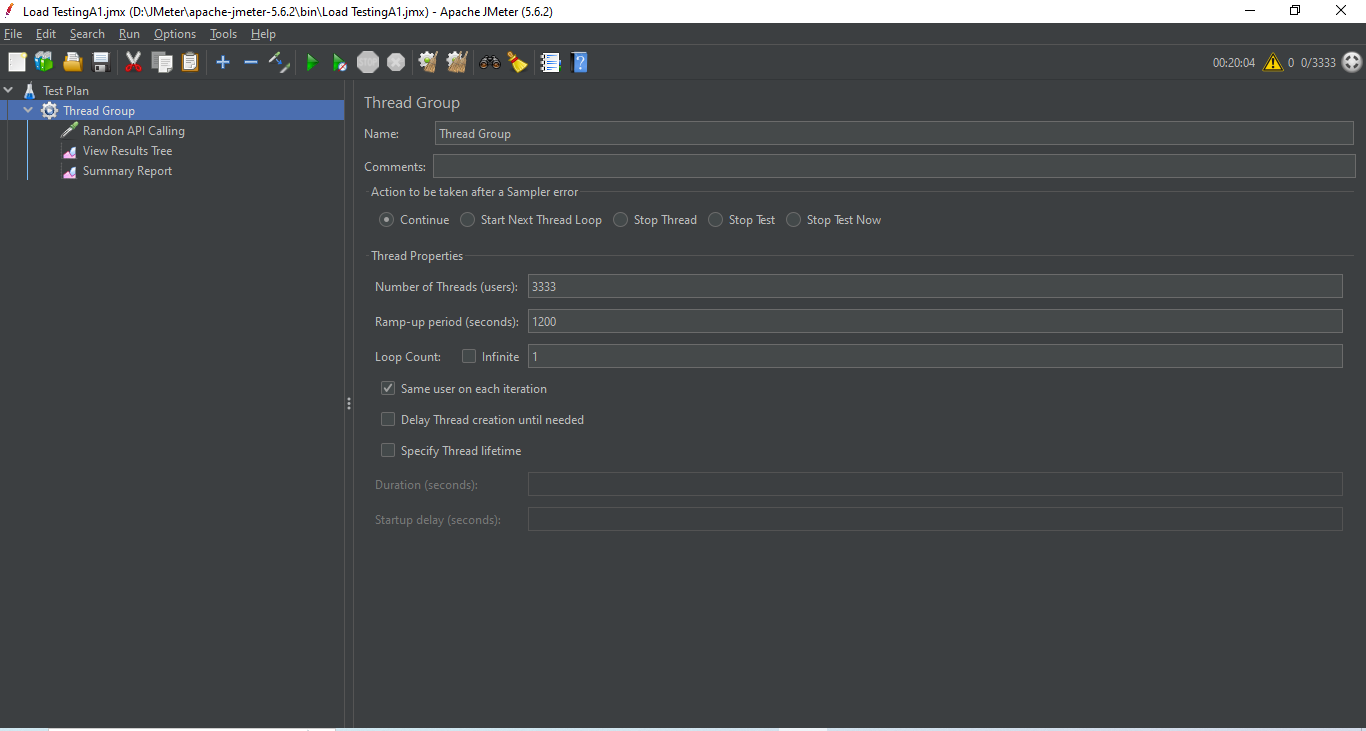 Load TestingA1.jmx (D:\JMeter\apache-jmeter-5.6.2\bin\Load TestingA1.jmx) - Apache JMeter (5.6.2)
File Edit Search Run Options Tools Help
STOP 00:20:04 0 0/3333
Test Plan
Thread Group
Randon API Calling
View Results Tree
Summary Report
Thread Group
Name: Thread Group
Comments:
Action to be taken after a Sampler error
Continue Start Next Thread Loop Stop Thread Stop Test Stop Test Now
Thread Properties
Number of Threads (users): 3333
Ramp-up period (seconds): 1200
Loop Count: Infinite 1
Same user on each iteration
Delay Thread creation until needed
Specify Thread lifetime
Duration (seconds):
Startup delay (seconds):